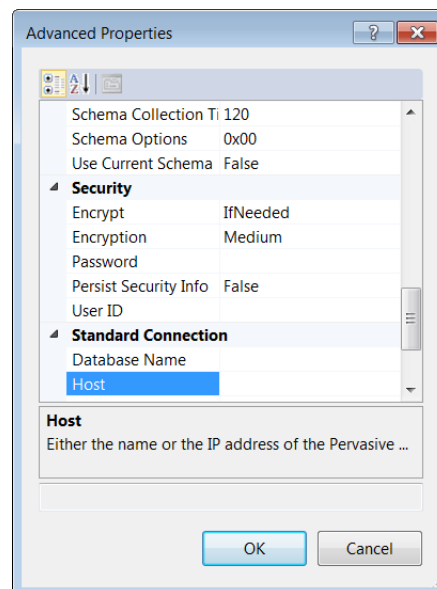 Advanced Properties
Schema Collection Ti 120
Schema Options 0x00
Use Current Schema False
Security
Encrypt IfNeeded
Encryption Medium
Password
Persist Security Info False
User ID
Standard Connection
Database Name
Host
Host
Either the name or the IP address of the Pervasive ...
OK Cancel